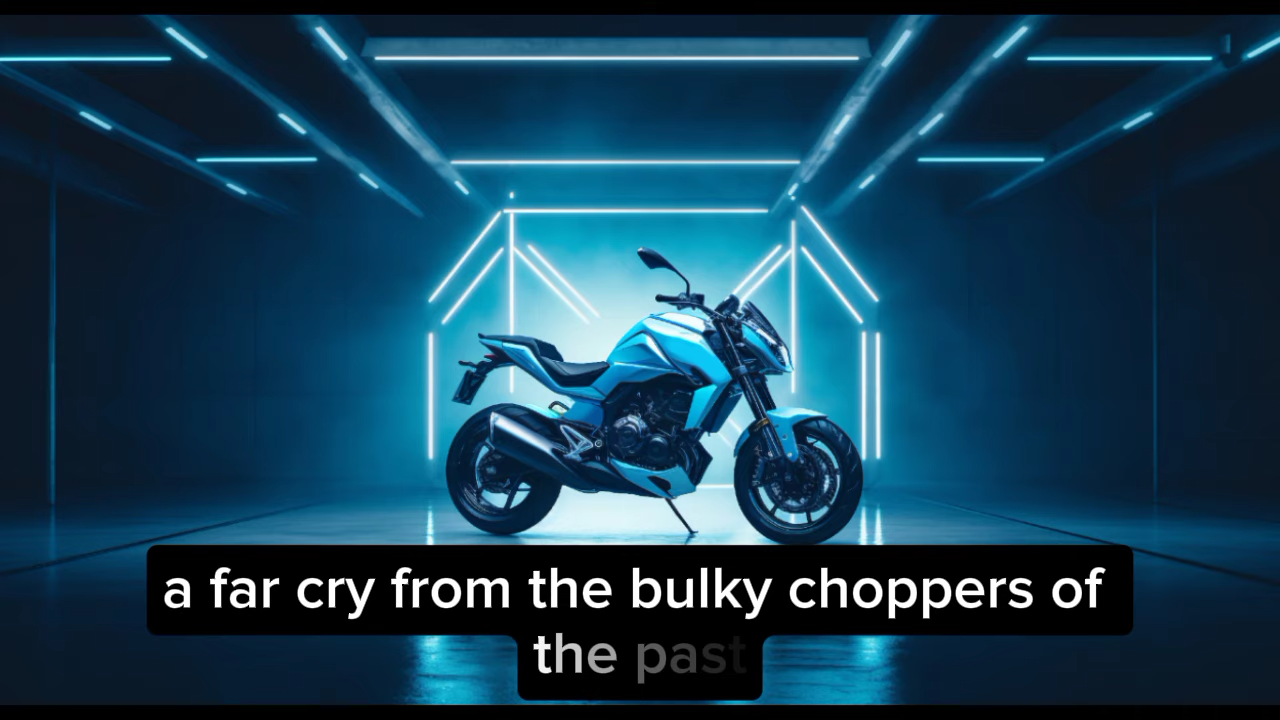 a far cry from the bulky choppers of
the past